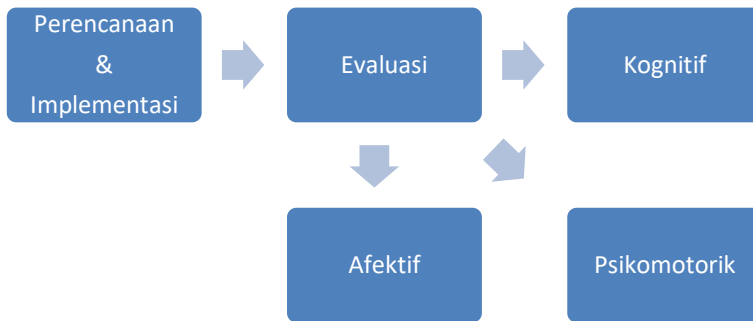 Perencanaan
&
Implementasi
Evaluasi
Kognitif
Afektif
Psikomotorik